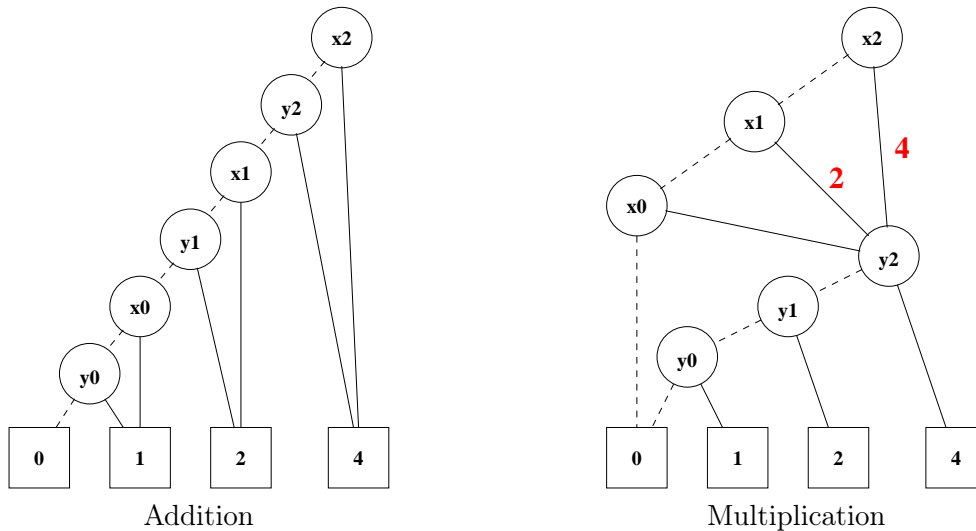 x2
y2
x1
y1
x0
y0
0 1 2 4
Addition
x2
x1
4
2
x0
y2
y1
y0
0 1 2 4
Multiplication